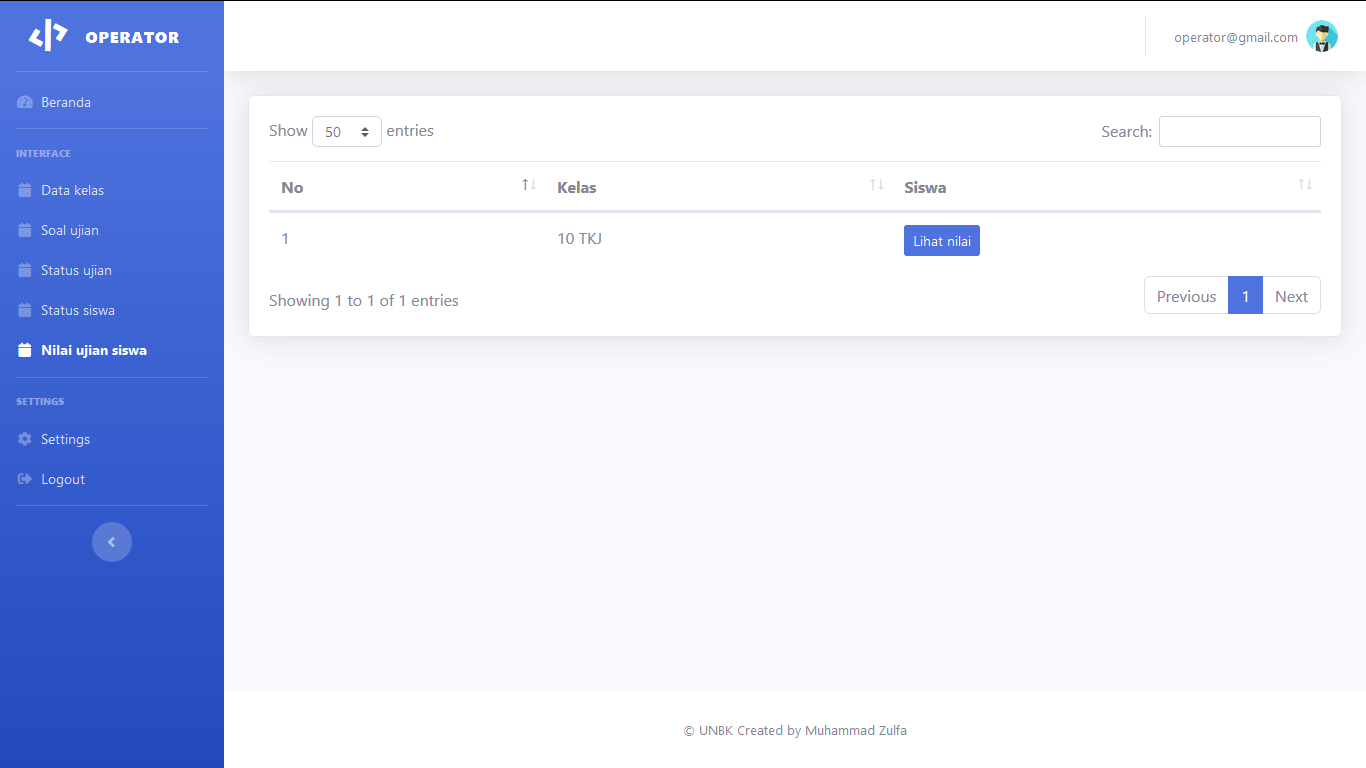 OPERATOR
Beranda
INTERFACE
Data kelas
Soal ujian
Status ujian
Status siswa
Nilai ujian siswa
SETTINGS
Settings
Logout
operator@gmail.com
Show 50 entries
Search:
No Kelas Siswa
1 10 TKJ Lihat nilai
Showing 1 to 1 of 1 entries
Previous 1 Next
© UNBK Created by Muhammad Zulfa